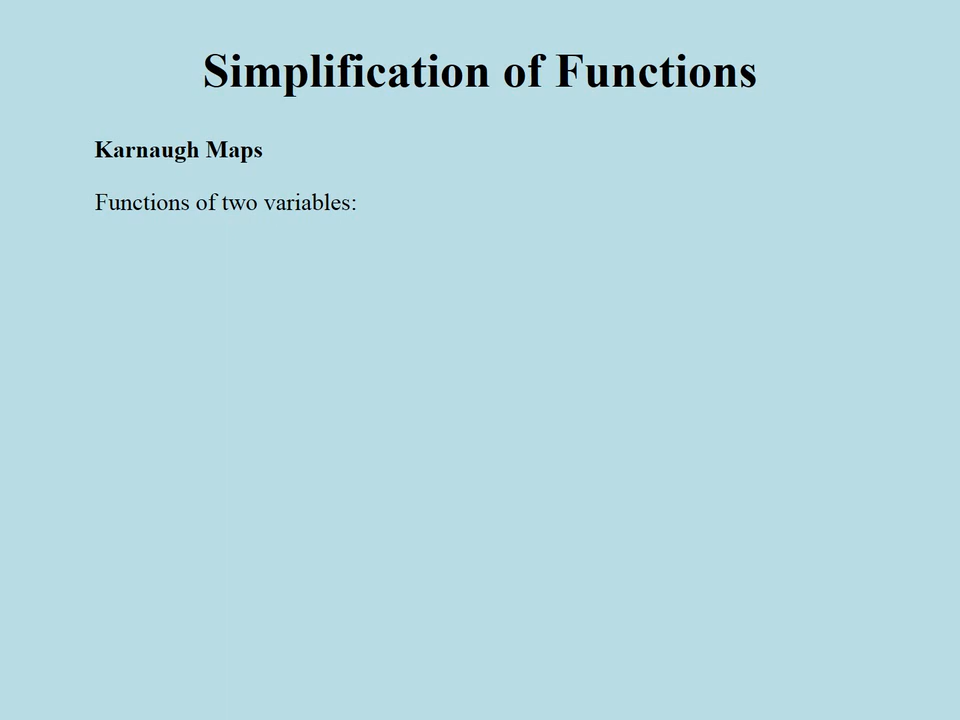 Simplification of Functions
Karnaugh Maps
Functions of two variables: